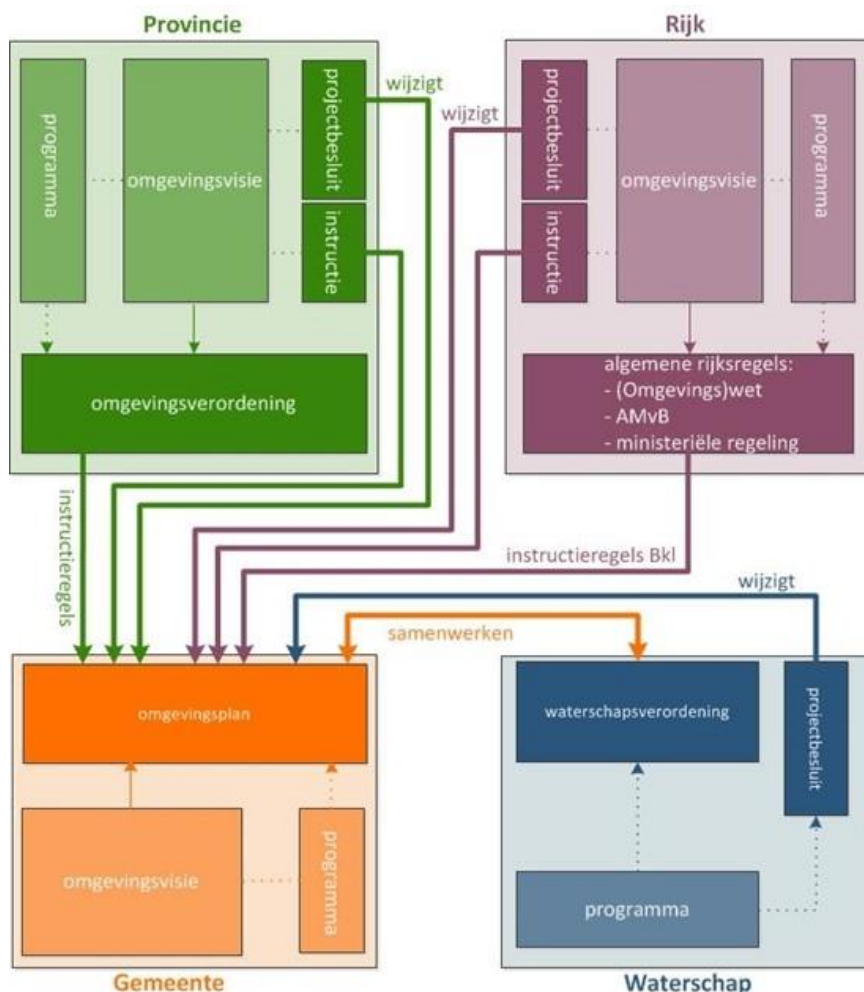 Provincie
programma
omgevingsvisie
projectbesluit
instructie
omgevingsverordening
wijzigt
Rijk
wijzigt
projectbesluit
instructie
omgevingsvisie
programma
algemene rijksregels:
- (Omgevings)wet
- AMvB
- ministeriële regeling
instructieregels
instructieregels Bkl
wijzigt
samenwerken
omgevingsplan
omgevingsvisie
programma
Gemeente
waterschapsverordening
projectbesluit
programma
Waterschap